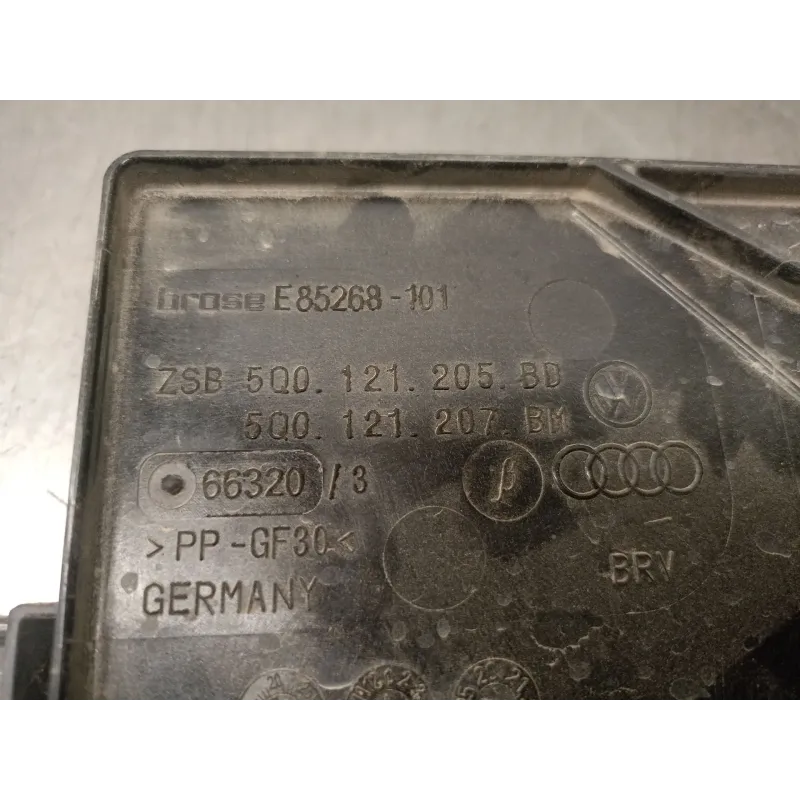 brose E85268-101
ZSB 5Q0.121.205.BD
5Q0.121.207.BM
66320/3
>PP-GF30<
BRV
GERMANY